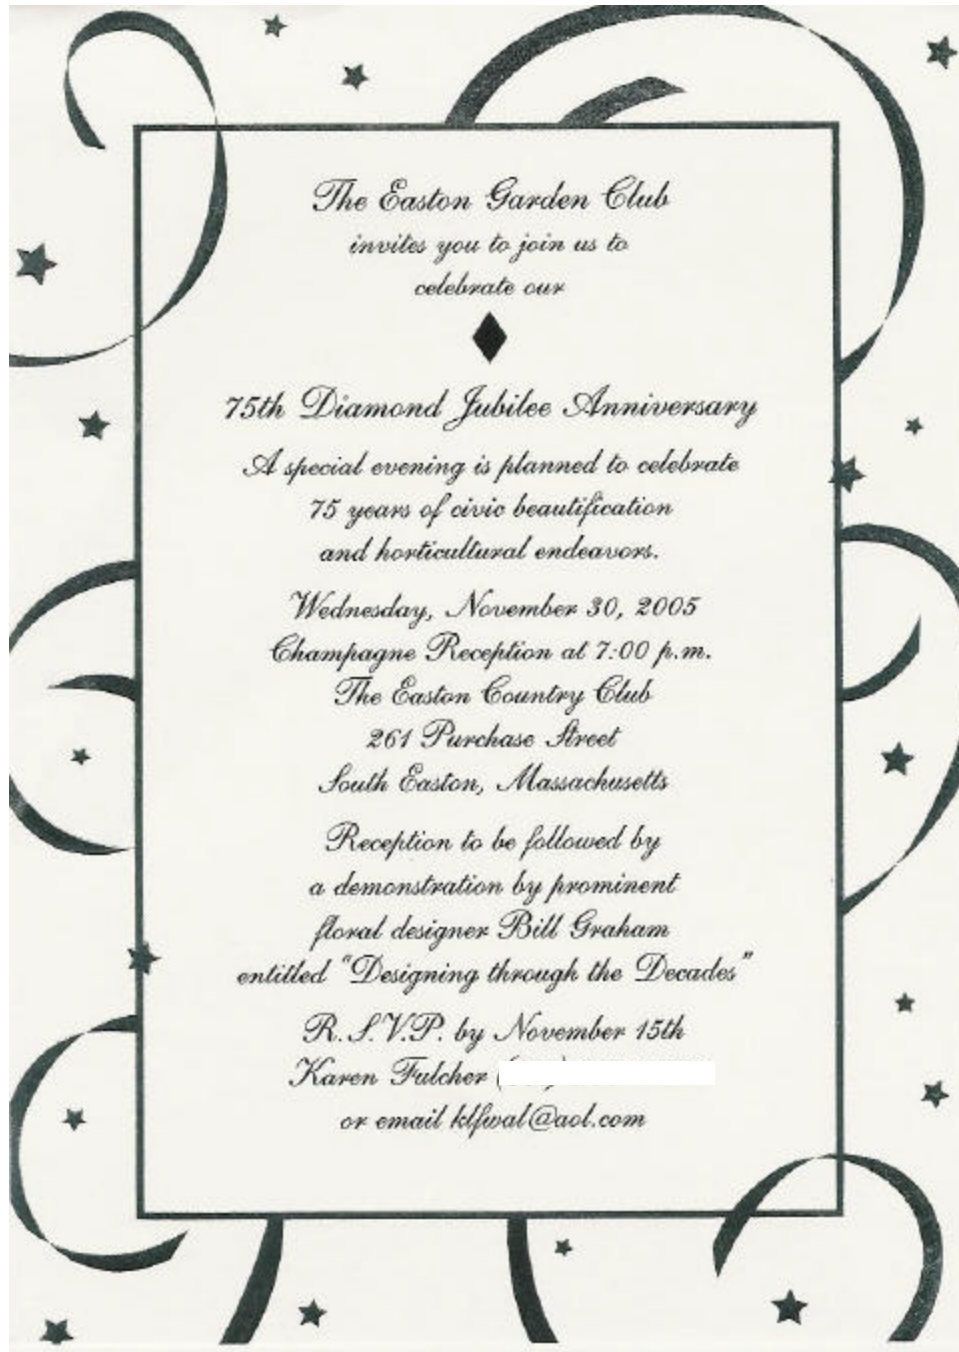 The Easton Garden Club
invites you to join us to
celebrate our
75th Diamond Jubilee Anniversary
A special evening is planned to celebrate
75 years of civic beautification
and horticultural endeavors.
Wednesday, November 30, 2005
Champagne Reception at 7:00 p.m.
The Easton Country Club
261 Purchase Street
South Easton, Massachusetts
Reception to be followed by
a demonstration by prominent
floral designer Bill Graham
entitled "Designing through the Decades"
R.S.V.P. by November 15th
Karen Fulcher (
or email klfwal@aol.com